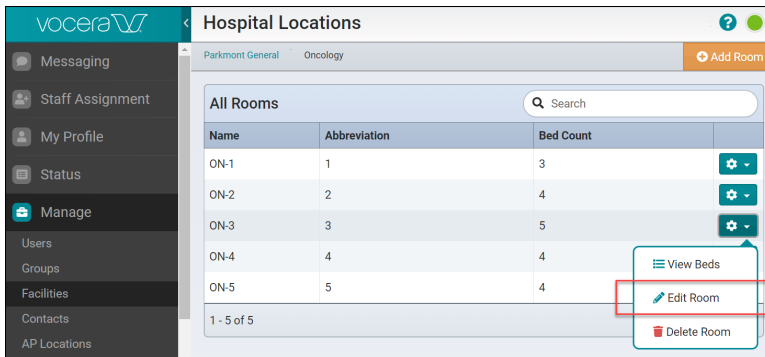 vocera
Hospital Locations
Messaging
Staff Assignment
My Profile
Status
Manage
Users
Groups
Facilities
Contacts
AP Locations
Parkmont General Oncology
Add Room
All Rooms
Search
Name Abbreviation Bed Count
ON-1 1 3
ON-2 2 4
ON-3 3 5
ON-4 4 4
ON-5 5 4
1 - 5 of 5
View Beds
Edit Room
Delete Room